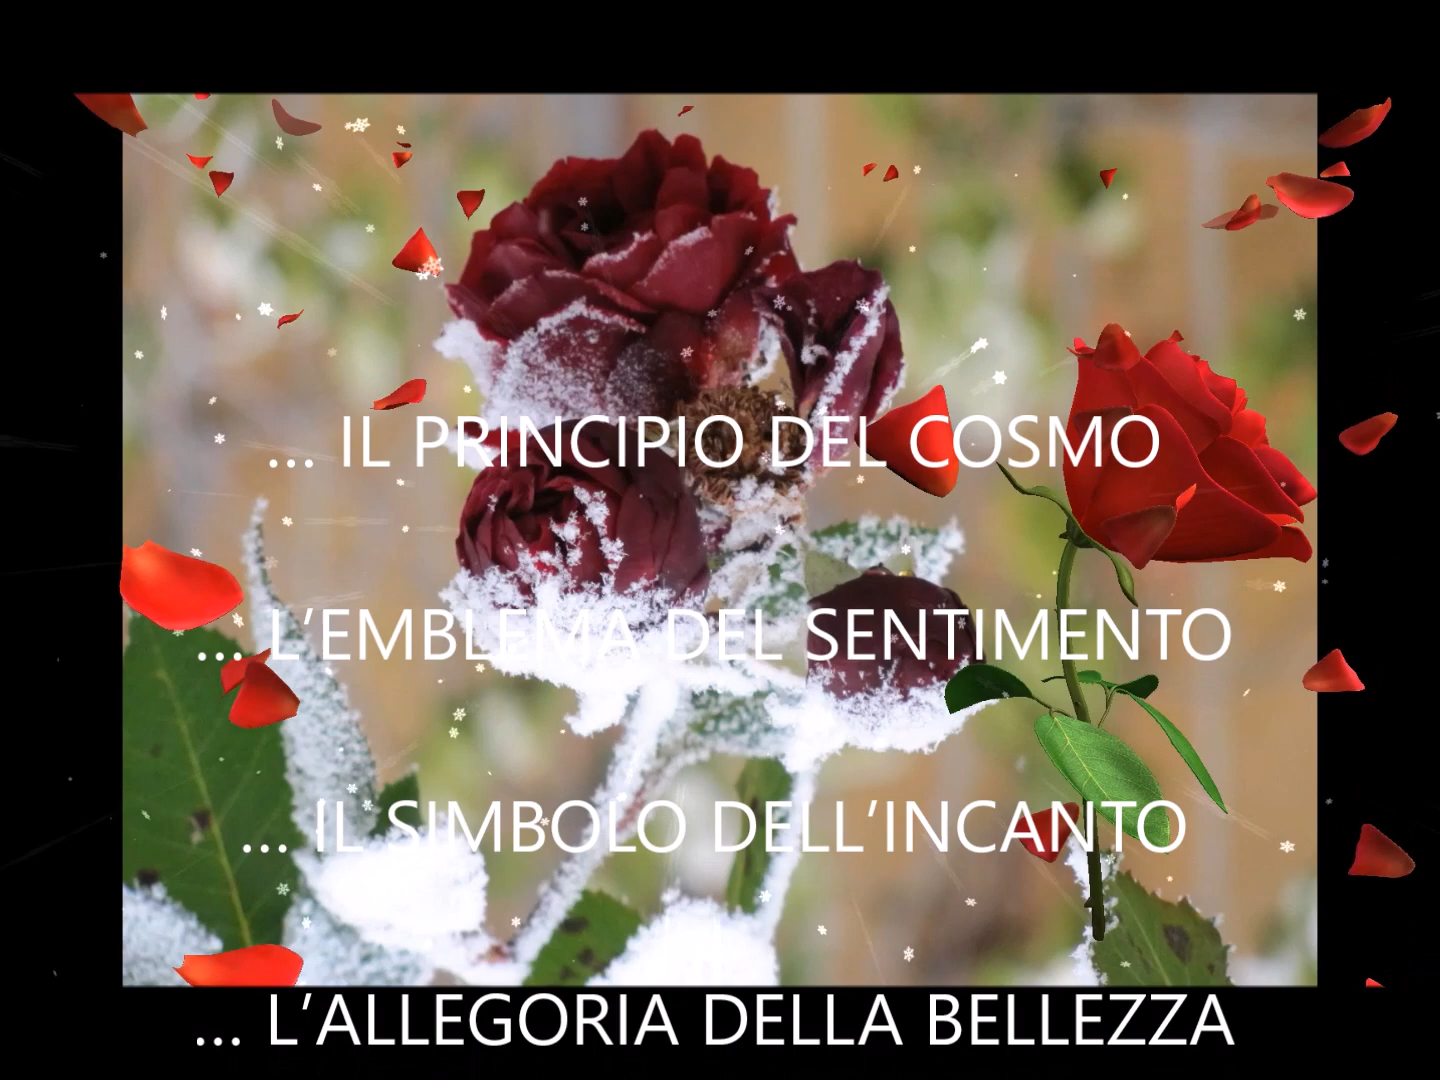 ... IL PRINCIPIO DEL COSMO
... L’EMBLEMA DEL SENTIMENTO
... IL SIMBOLO DELL’INCANTO
... L’ALLEGORIA DELLA BELLEZZA